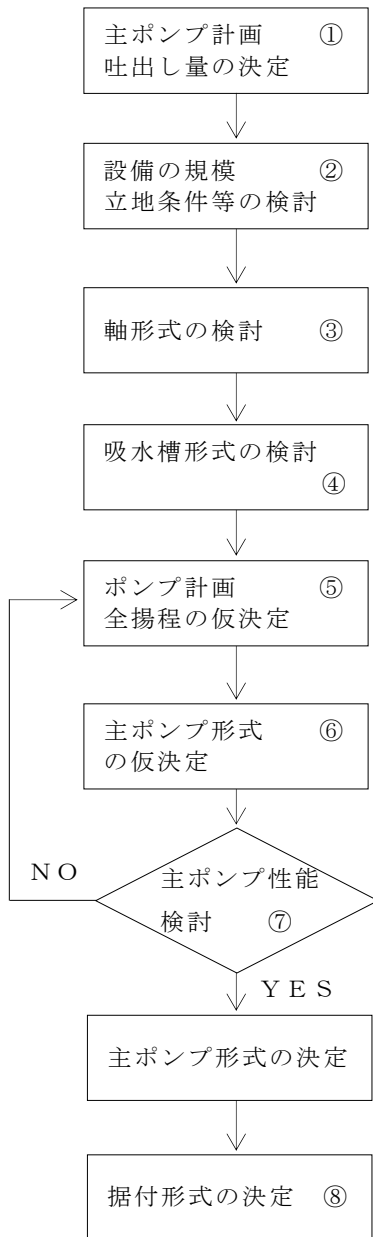 主ポンプ計画 ①
吐出し量の決定
設備の規模 ②
立地条件等の検討
軸形式の検討 ③
吸水槽形式の検討
④
ポンプ計画 ⑤
全揚程の仮決定
主ポンプ形式 ⑥
の仮決定
NO
主ポンプ性能
検討 ⑦
YES
主ポンプ形式の決定
据付形式の決定 ⑧